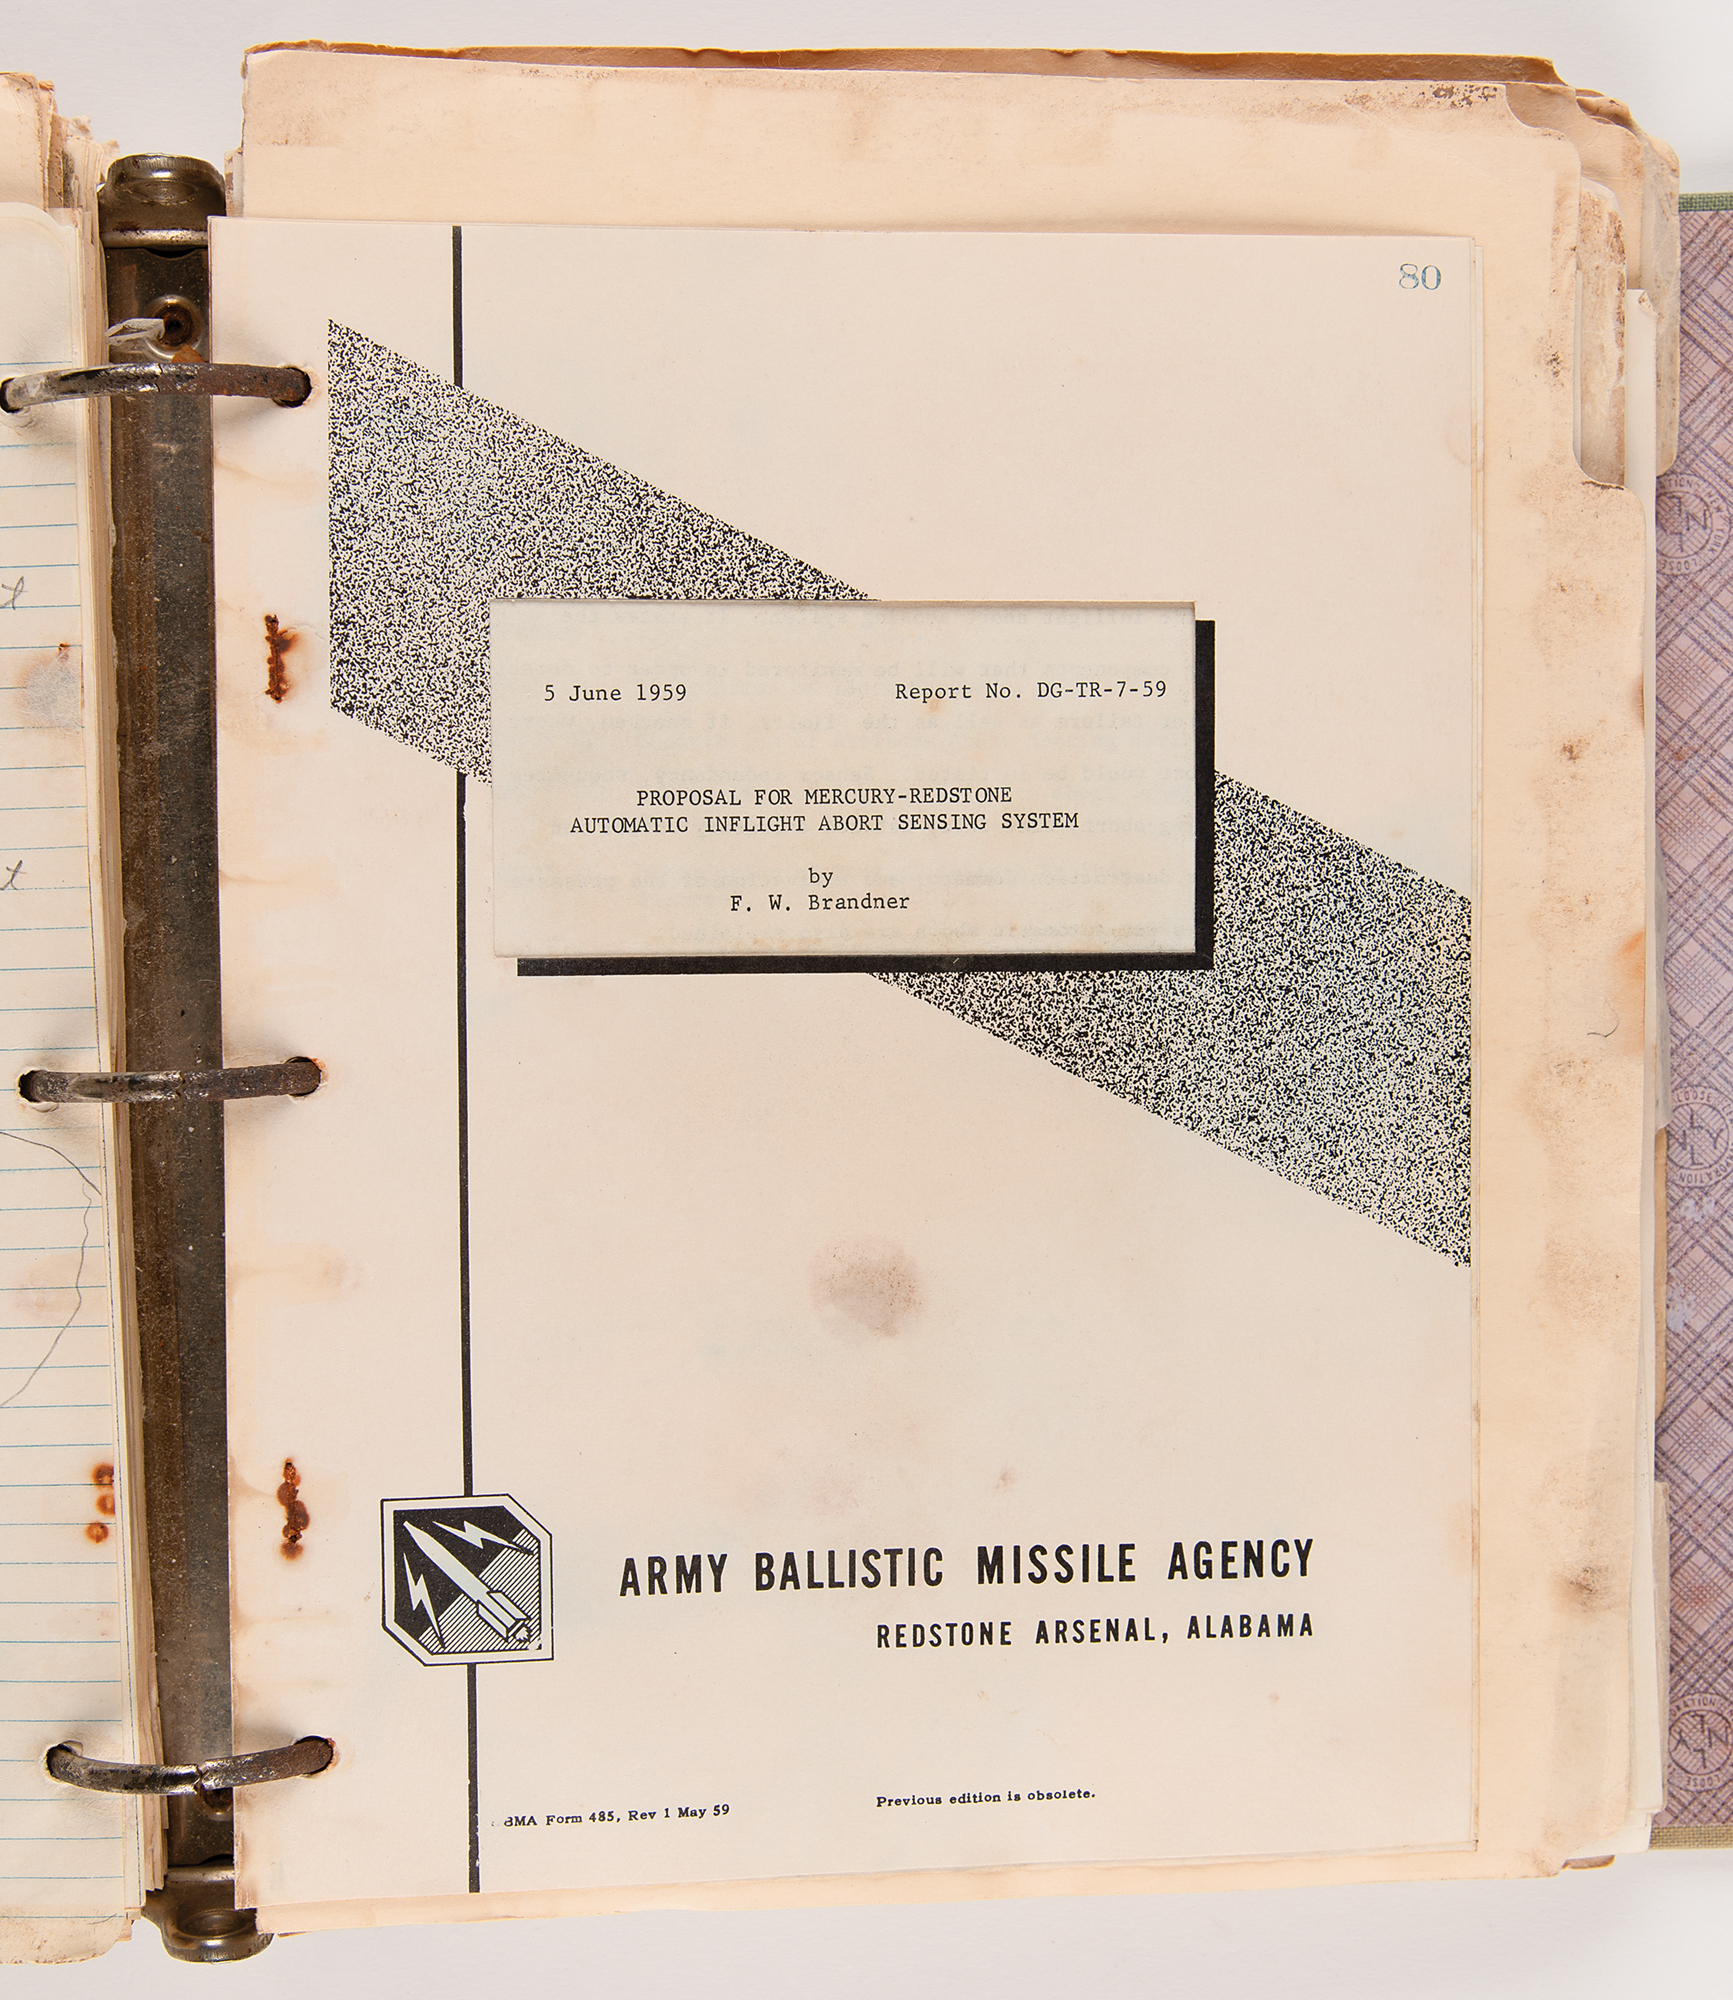 80
5 June 1959 Report No. DG-TR-7-59
PROPOSAL FOR MERCURY-REDSTONE
AUTOMATIC INFLIGHT ABORT SENSING SYSTEM
by
F. W. Brandner
ARMY BALLISTIC MISSILE AGENCY
REDSTONE ARSENAL, ALABAMA
BMA Form 485, Rev 1 May 59 Previous edition is obsolete.